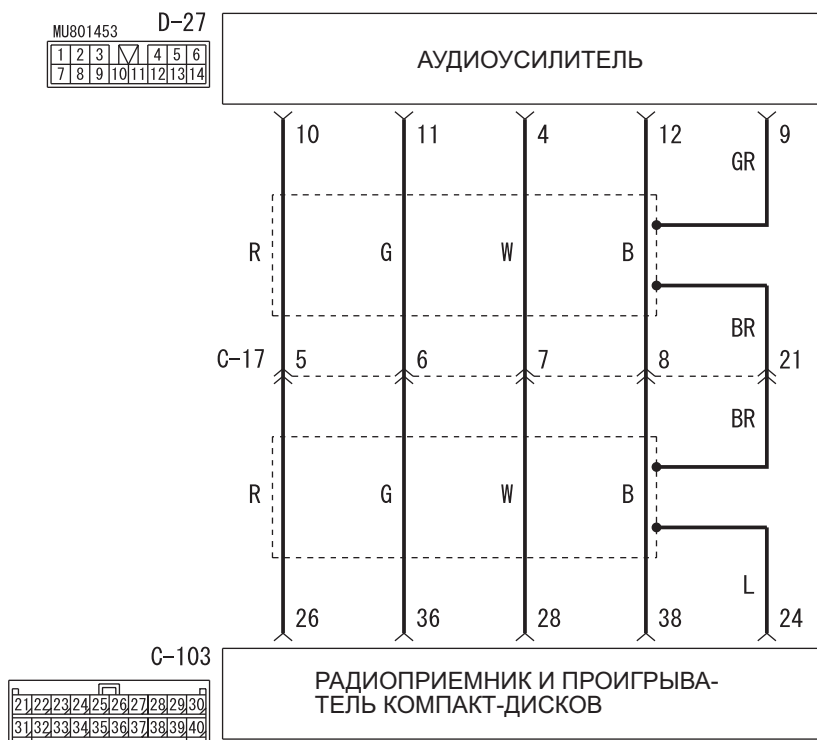 MU801453 D-27
1 2 3 4 5 6
7 8 9 10 11 12 13 14
АУДИОУСИЛИТЕЛЬ
10 11 4 12 9
GR
R G W B
BR
C-17 5 6 7 8 21
BR
R G W B
L
26 36 28 38 24
C-103
21 22 23 24 25 26 27 28 29 30
31 32 33 34 35 36 37 38 39 40
РАДИОПРИЕМНИК И ПРОИГРЫВА-
ТЕЛЬ КОМПАКТ-ДИСКОВ